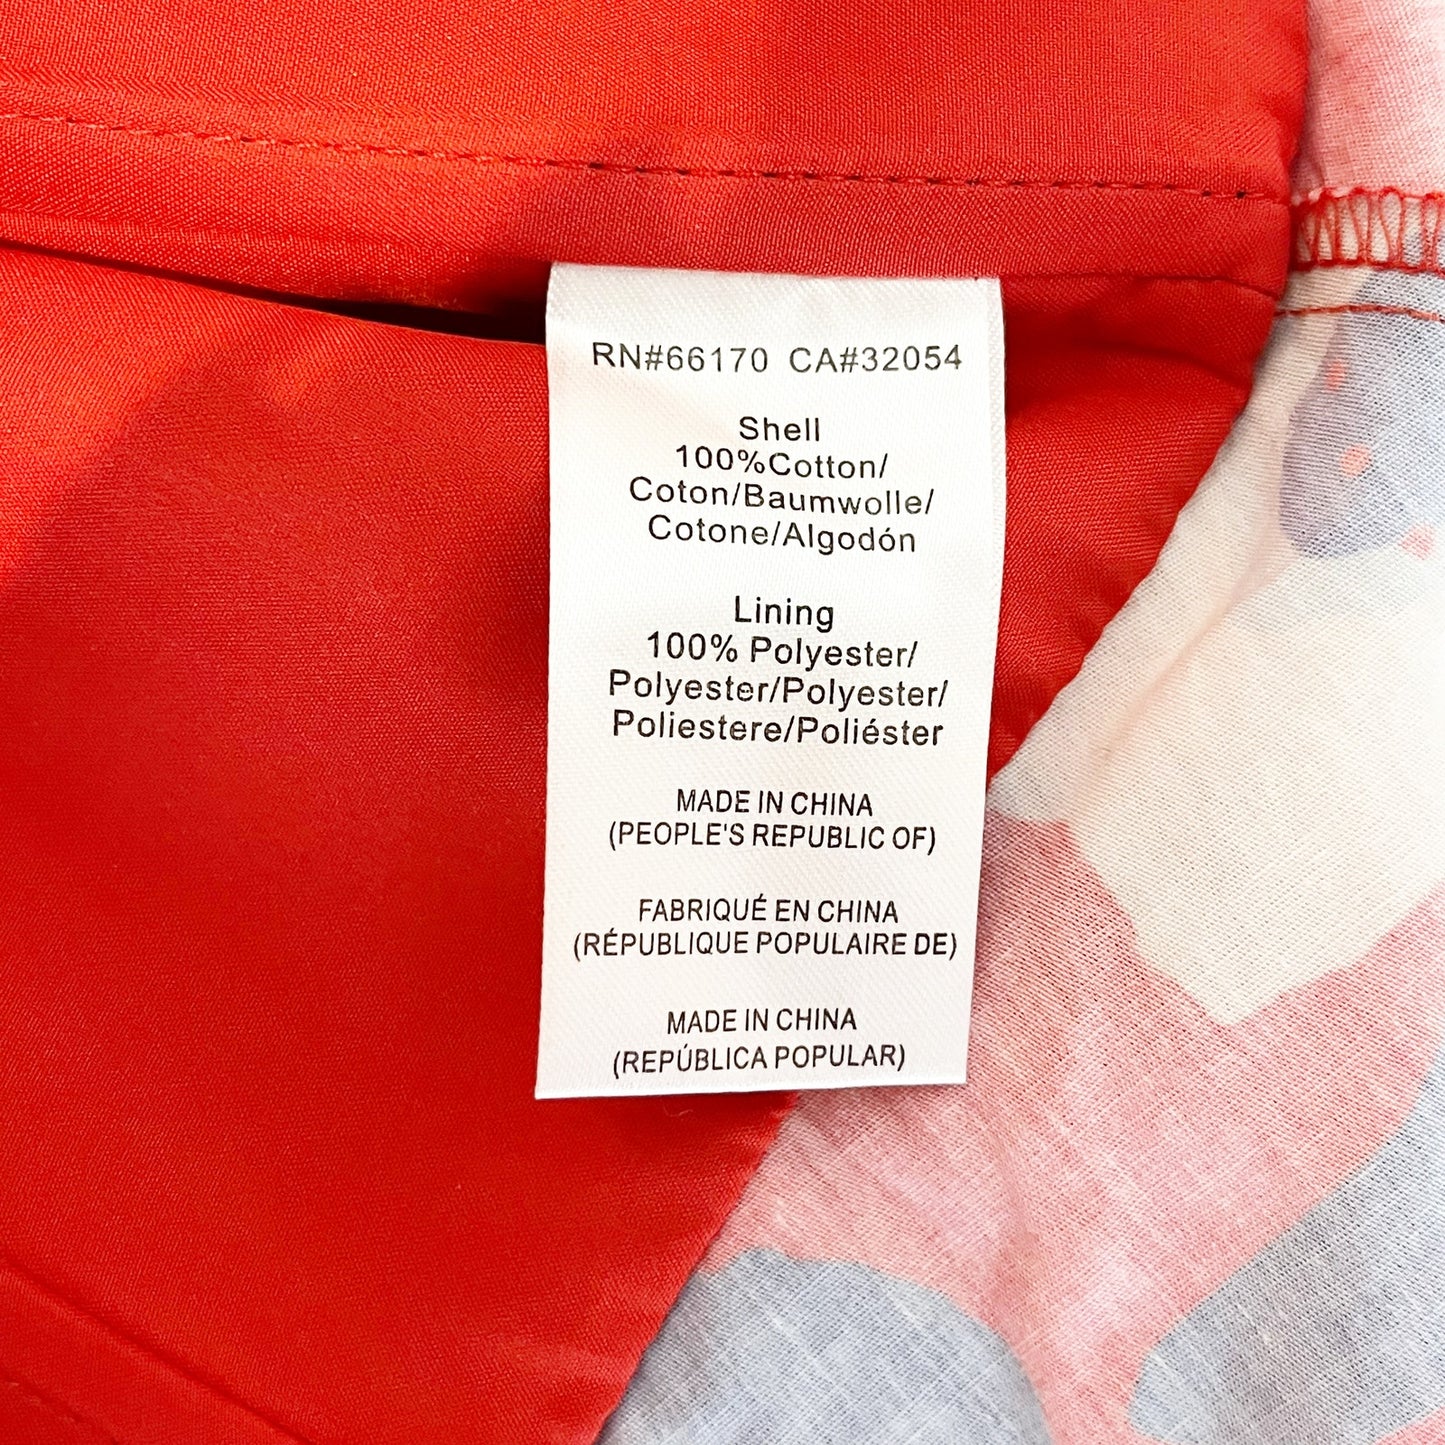 RN#66170 CA#32054
Shell
100%Cotton/
Coton/Baumwolle/
Cotone/Algodón
Lining
100% Polyester/
Polyester/Polyester/
Poliestere/Poliéster
MADE IN CHINA
(PEOPLE'S REPUBLIC OF)
FABRIQUÉ EN CHINA
(RÉPUBLIQUE POPULAIRE DE)
MADE IN CHINA
(REPÚBLICA POPULAR)